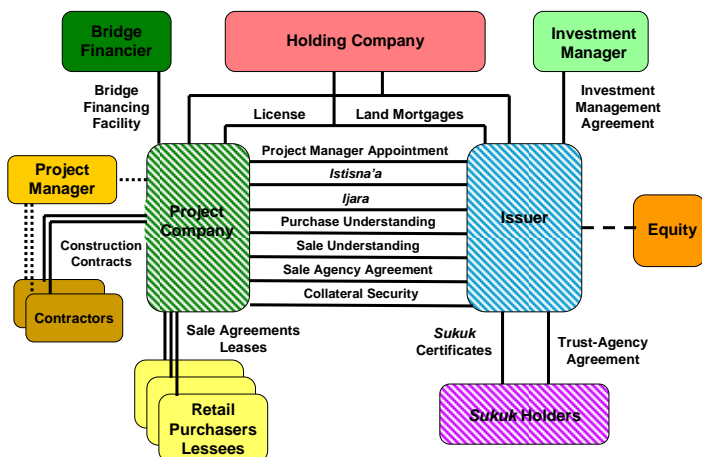 Bridge
Financier
Holding Company
Investment
Manager
Bridge
Financing
Facility
License
Land Mortgages
Investment
Management
Agreement
Project Manager Appointment
Project
Manager
Istisna'a
Ijara
Project
Company
Issuer
Purchase Understanding
Equity
Construction
Contracts
Sale Understanding
Sale Agency Agreement
Collateral Security
Contractors
Sale Agreements
Leases
Sukuk
Certificates
Trust-Agency
Agreement
Retail
Purchasers
Lessees
Sukuk Holders